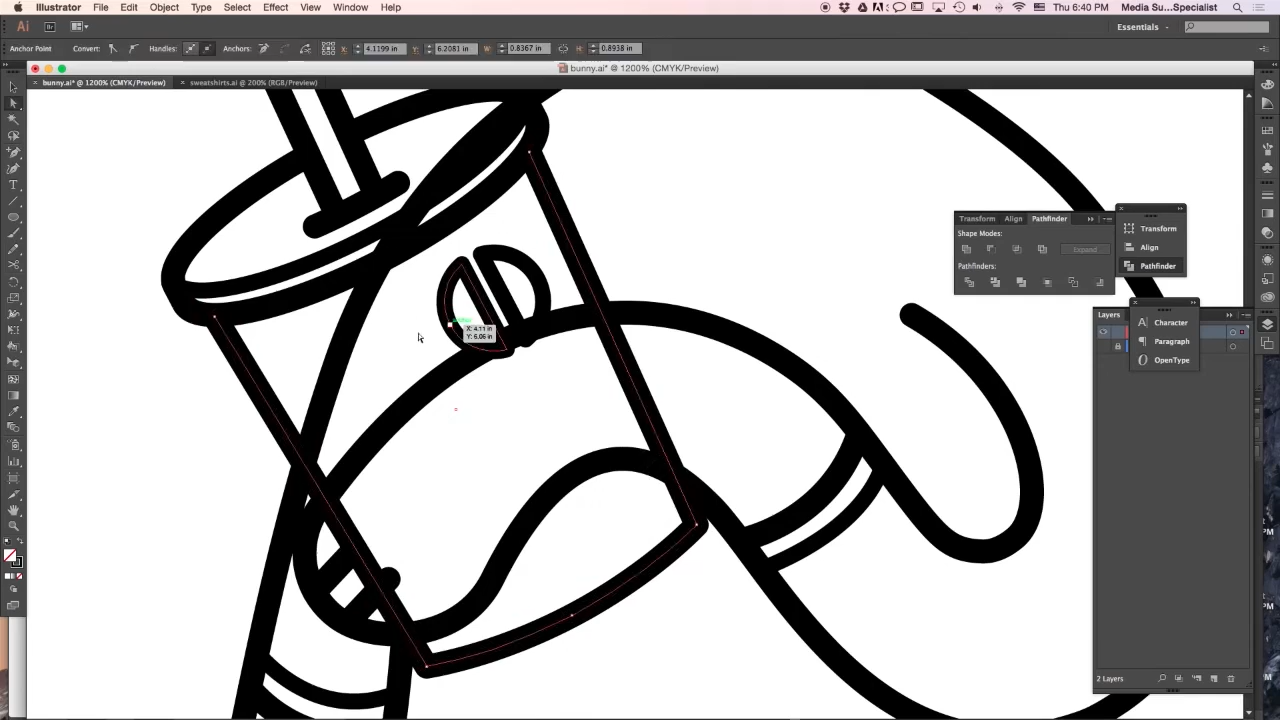 Illustrator File Edit Object Type Select Effect View Window Help
Thu 6:40 PM Media Su...Specialist
Ai Br Essentials
Anchor Point Convert: Handles: Anchors: X: 4.1199 in Y: 6.2081 in W: 0.8367 in H: 0.8938 in
bunny.ai* @ 1200% (CMYK/Preview)
bunny.ai* @ 1200% (CMYK/Preview) sweatshirts.ai @ 200% (RGB/Preview)
Transform Align Pathfinder
Shape Modes:
Expand
Pathfinders:
Transform
Align
Pathfinder
Layers
Character
Paragraph
OpenType
X: 4.11 in
Y: 6.06 in
2 Layers